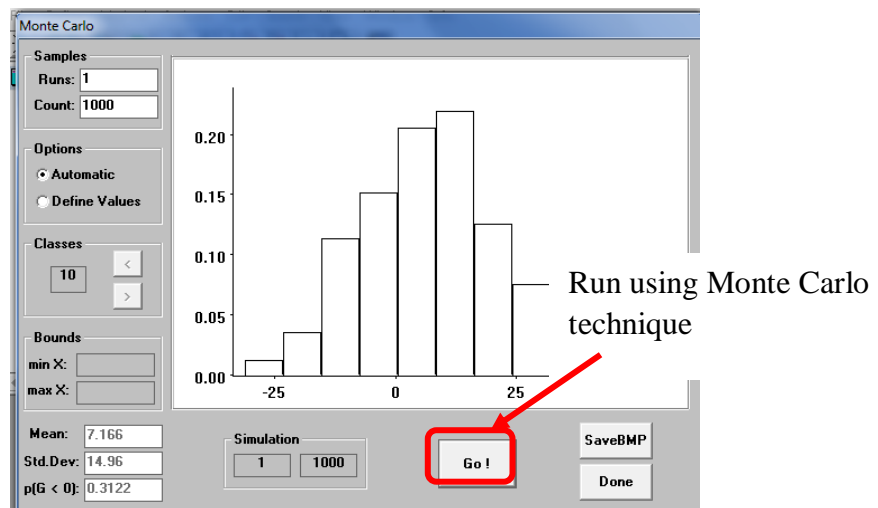 Monte Carlo
Samples
Runs: 1
Count: 1000
Options
Automatic
Define Values
Classes
10
<
>
Bounds
min X:
max X:
Mean: 7.166
Std.Dev: 14.96
p(G < 0): 0.3122
0.20
0.15
0.10
0.05
0.00
-25 0 25
Run using Monte Carlo
technique
Simulation
1 1000
Go !
SaveBMP
Done